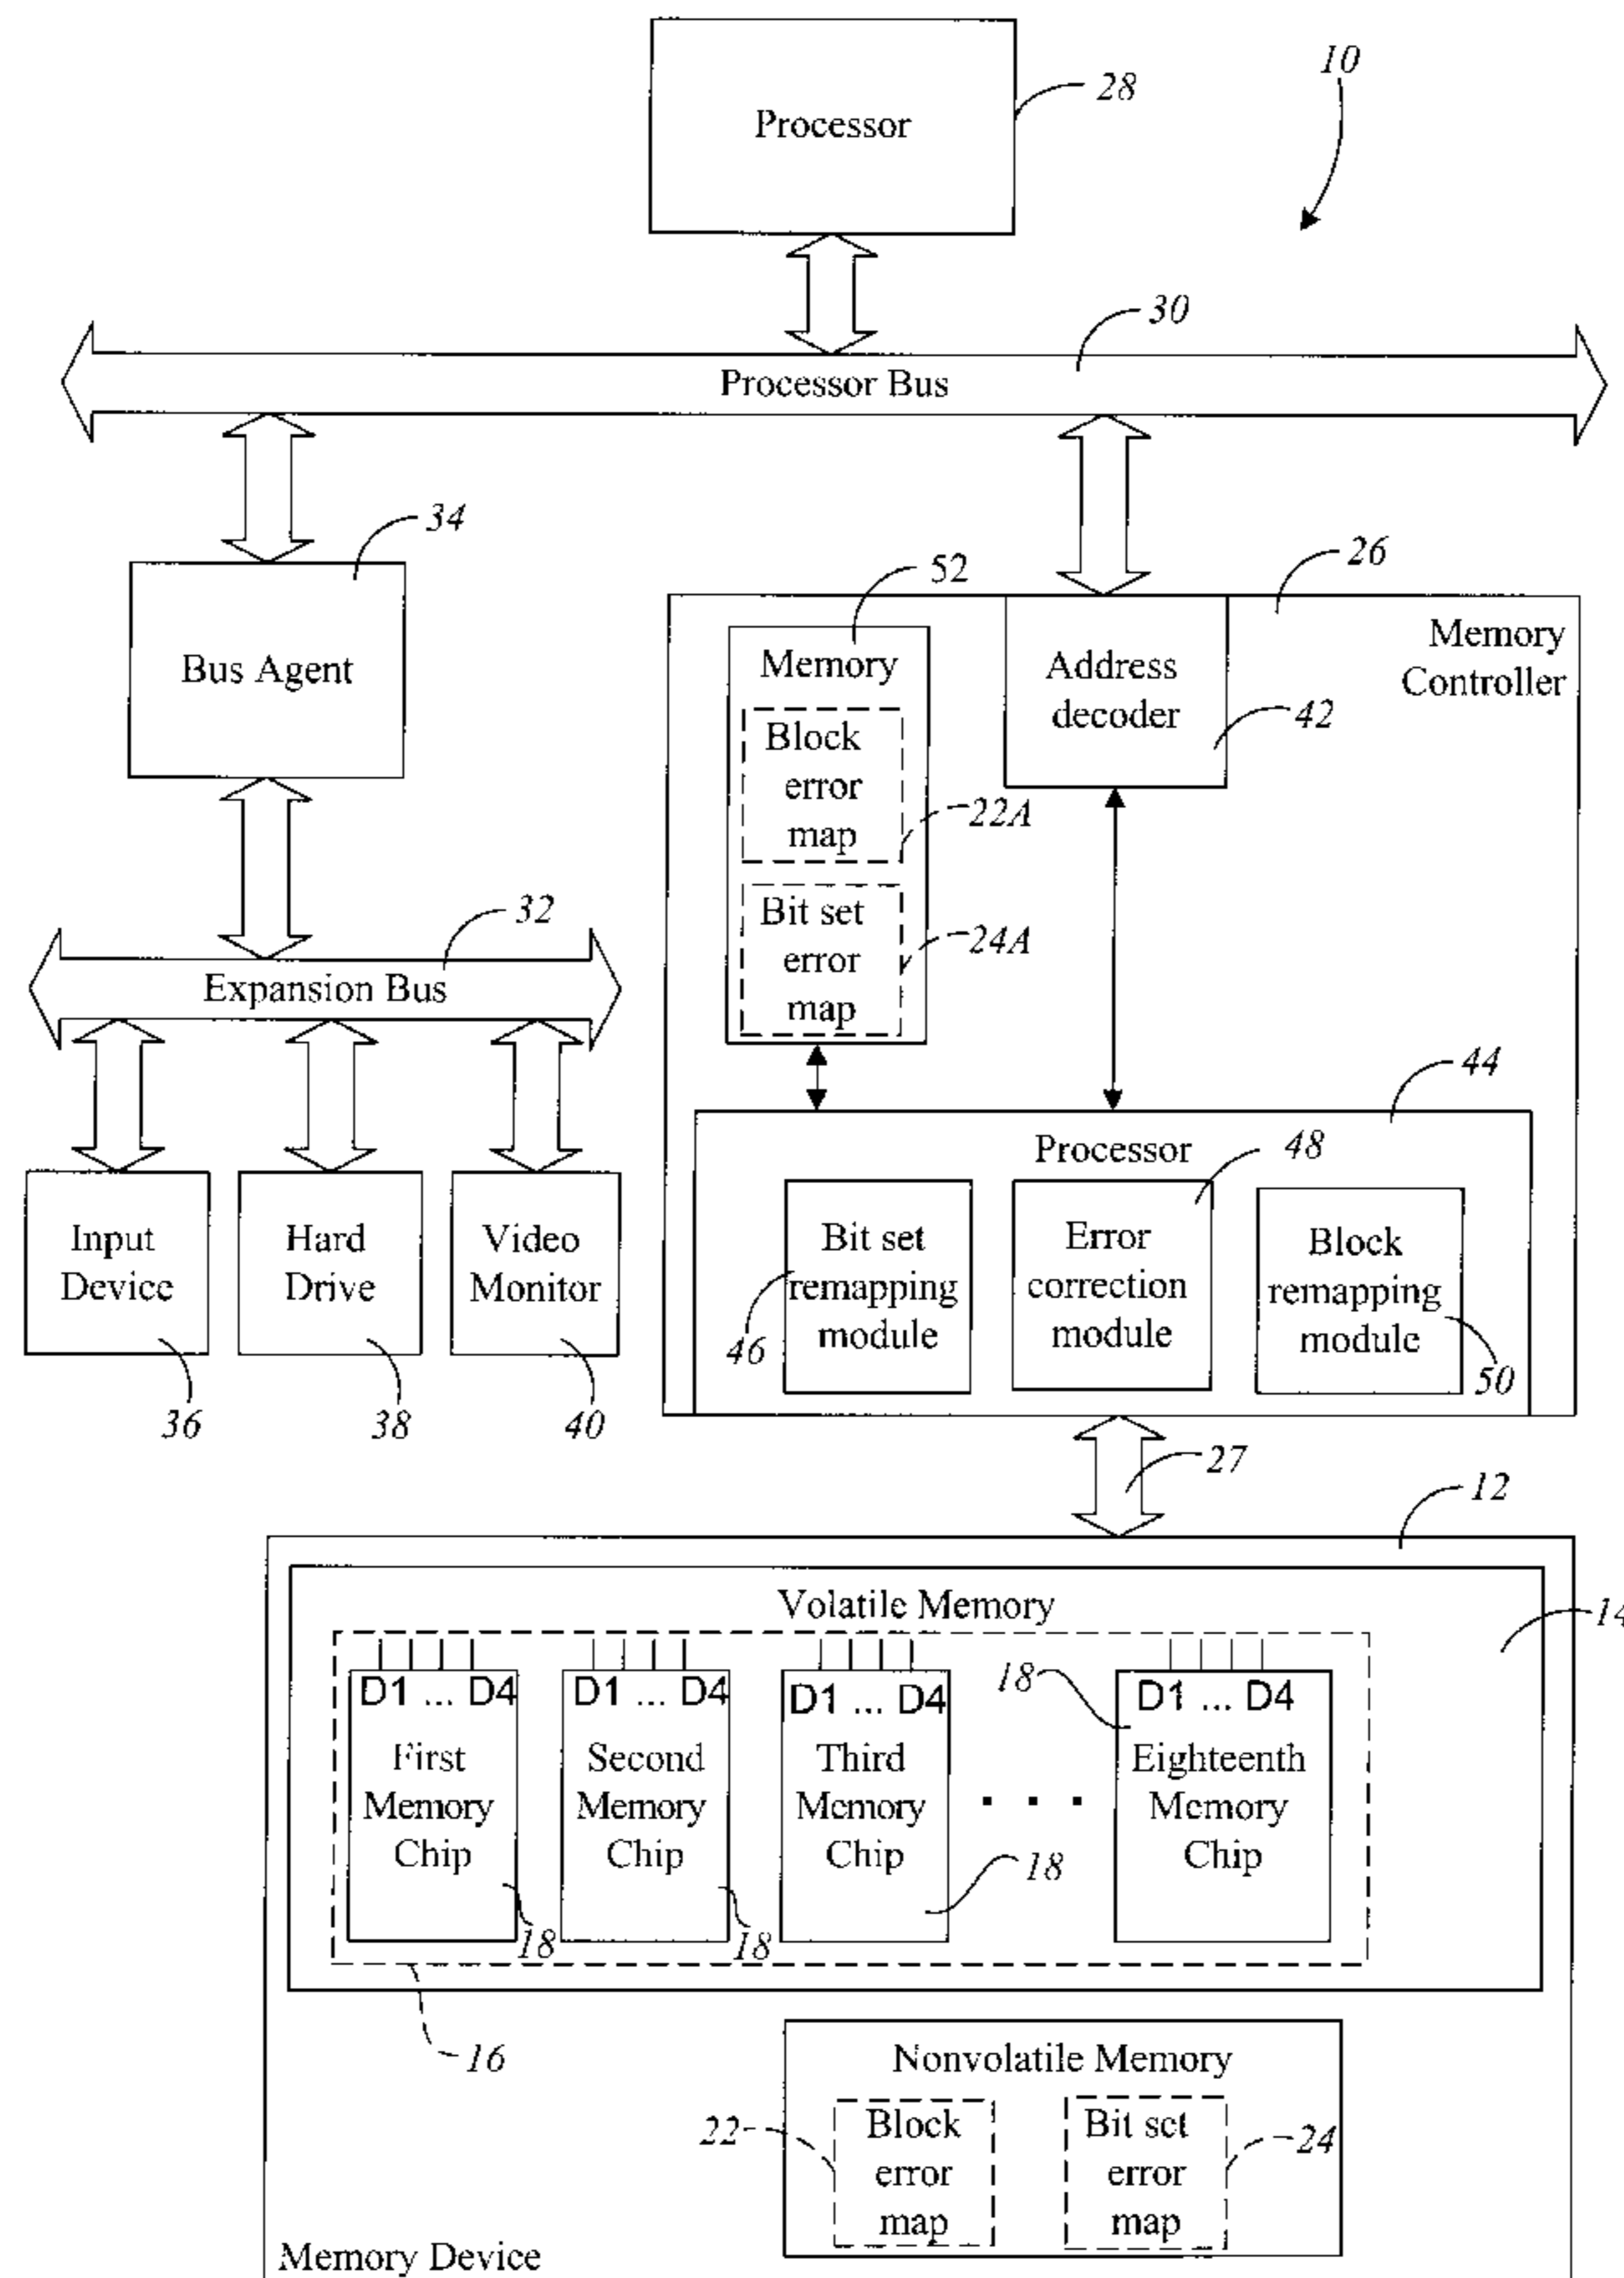 Processor
28
10
30
Processor Bus
34
Bus Agent
52
26
Memory
Controller
Memory
Address
decoder
42
Block
error
map
22A
Bit set
error
map
24A
32
Expansion Bus
44
Processor
48
Input
Device
Hard
Drive
Video
Monitor
36
38
40
Bit set
remapping
module
46
Error
correction
module
Block
remapping
module
50
27
12
Volatile Memory
14
D1 ... D4
First
Memory
Chip
18
D1 ... D4
Second
Memory
Chip
18
D1 ... D4
Third
Memory
Chip
18
. . .
18
D1 ... D4
Eighteenth
Memory
Chip
16
Nonvolatile Memory
22
Block
error
map
Bit set
error
map
24
Memory Device